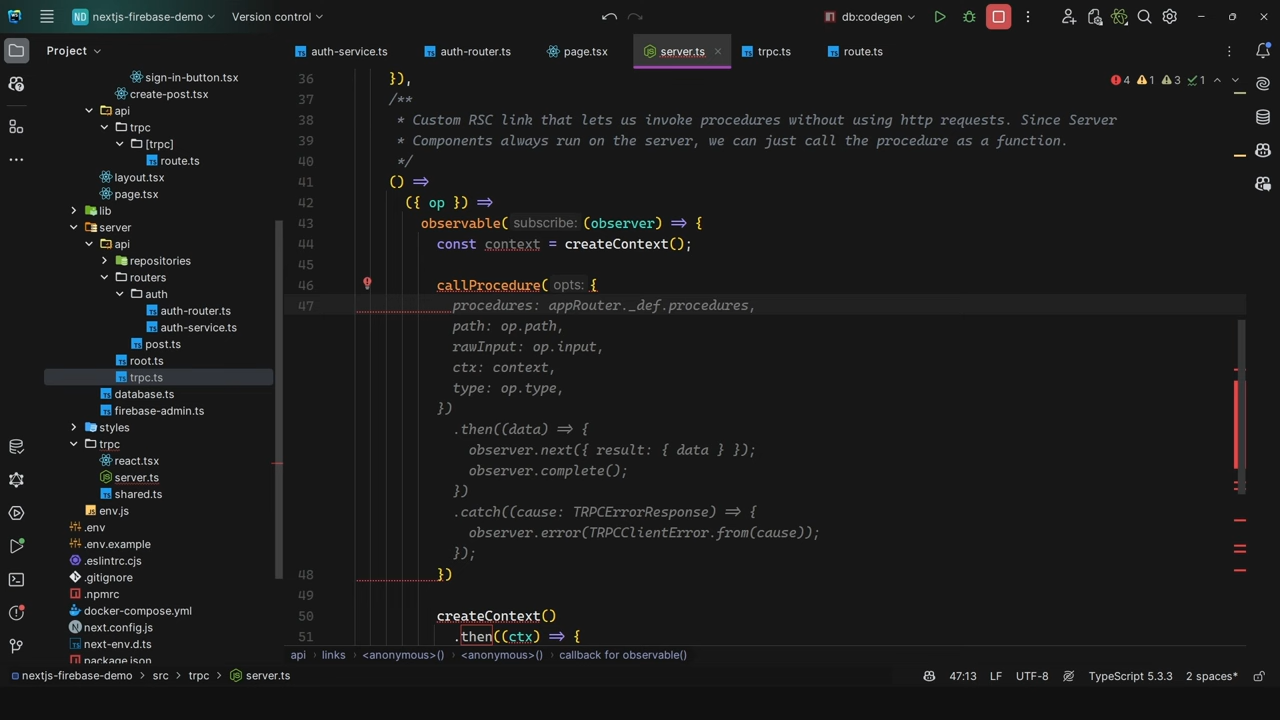 ND nextjs-firebase-demo Version control db:codegen
Project
auth-service.ts auth-router.ts page.tsx server.ts trpc.ts route.ts
sign-in-button.tsx
create-post.tsx
api
trpc
[trpc]
route.ts
layout.tsx
page.tsx
lib
server
api
repositories
routers
auth
auth-router.ts
auth-service.ts
post.ts
root.ts
trpc.ts
database.ts
firebase-admin.ts
styles
trpc
react.tsx
server.ts
shared.ts
env.js
.env
.env.example
.eslintrc.cjs
.gitignore
.npmrc
docker-compose.yml
next.config.js
next-env.d.ts
package.json
4 1 3 1
36 }),
37 /**
38 * Custom RSC link that lets us invoke procedures without using http requests. Since Server
39 * Components always run on the server, we can just call the procedure as a function.
40 */
41 () =>
42 ({ op }) =>
43 observable( subscribe: (observer) => {
44 const context = createContext();
45
46 callProcedure( opts: {
47 procedures: appRouter._def.procedures,
path: op.path,
rawInput: op.input,
ctx: context,
type: op.type,
})
.then((data) => {
observer.next({ result: { data } });
observer.complete();
})
.catch((cause: TRPCErrorResponse) => {
observer.error(TRPCClientError.from(cause));
});
48 })
49
50 createContext()
51 .then((ctx) => {
api links <anonymous>() <anonymous>() callback for observable()
nextjs-firebase-demo > src > trpc > server.ts 47:13 LF UTF-8 TypeScript 5.3.3 2 spaces*